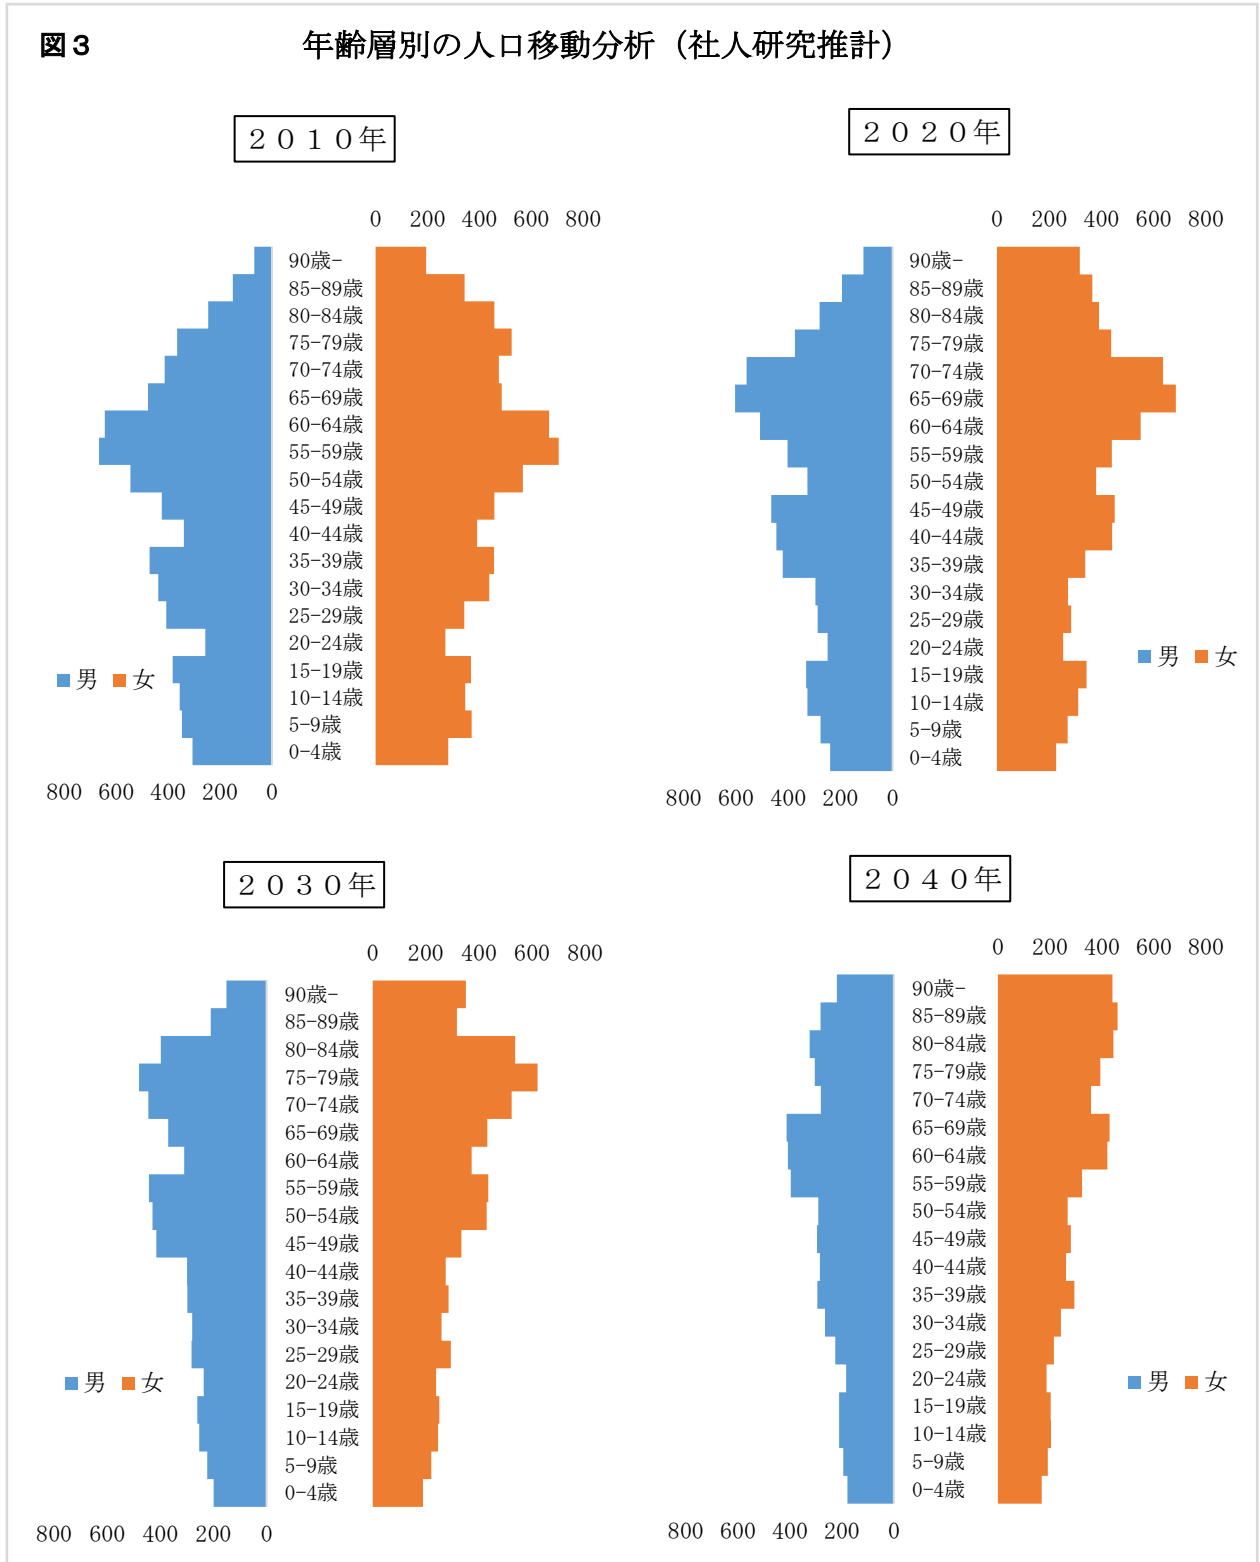 図３
年齢層別の人口移動分析（社人研究推計）
２０１０年
0 200 400 600 800
90歳-
85-89歳
80-84歳
75-79歳
70-74歳
65-69歳
60-64歳
55-59歳
50-54歳
45-49歳
40-44歳
35-39歳
30-34歳
25-29歳
20-24歳
15-19歳
10-14歳
5-9歳
0-4歳
男 女
800 600 400 200 0
２０２０年
0 200 400 600 800
90歳-
85-89歳
80-84歳
75-79歳
70-74歳
65-69歳
60-64歳
55-59歳
50-54歳
45-49歳
40-44歳
35-39歳
30-34歳
25-29歳
20-24歳
15-19歳
10-14歳
5-9歳
0-4歳
男 女
800 600 400 200 0
２０３０年
0 200 400 600 800
90歳-
85-89歳
80-84歳
75-79歳
70-74歳
65-69歳
60-64歳
55-59歳
50-54歳
45-49歳
40-44歳
35-39歳
30-34歳
25-29歳
20-24歳
15-19歳
10-14歳
5-9歳
0-4歳
男 女
800 600 400 200 0
２０４０年
0 200 400 600 800
90歳-
85-89歳
80-84歳
75-79歳
70-74歳
65-69歳
60-64歳
55-59歳
50-54歳
45-49歳
40-44歳
35-39歳
30-34歳
25-29歳
20-24歳
15-19歳
10-14歳
5-9歳
0-4歳
男 女
800 600 400 200 0